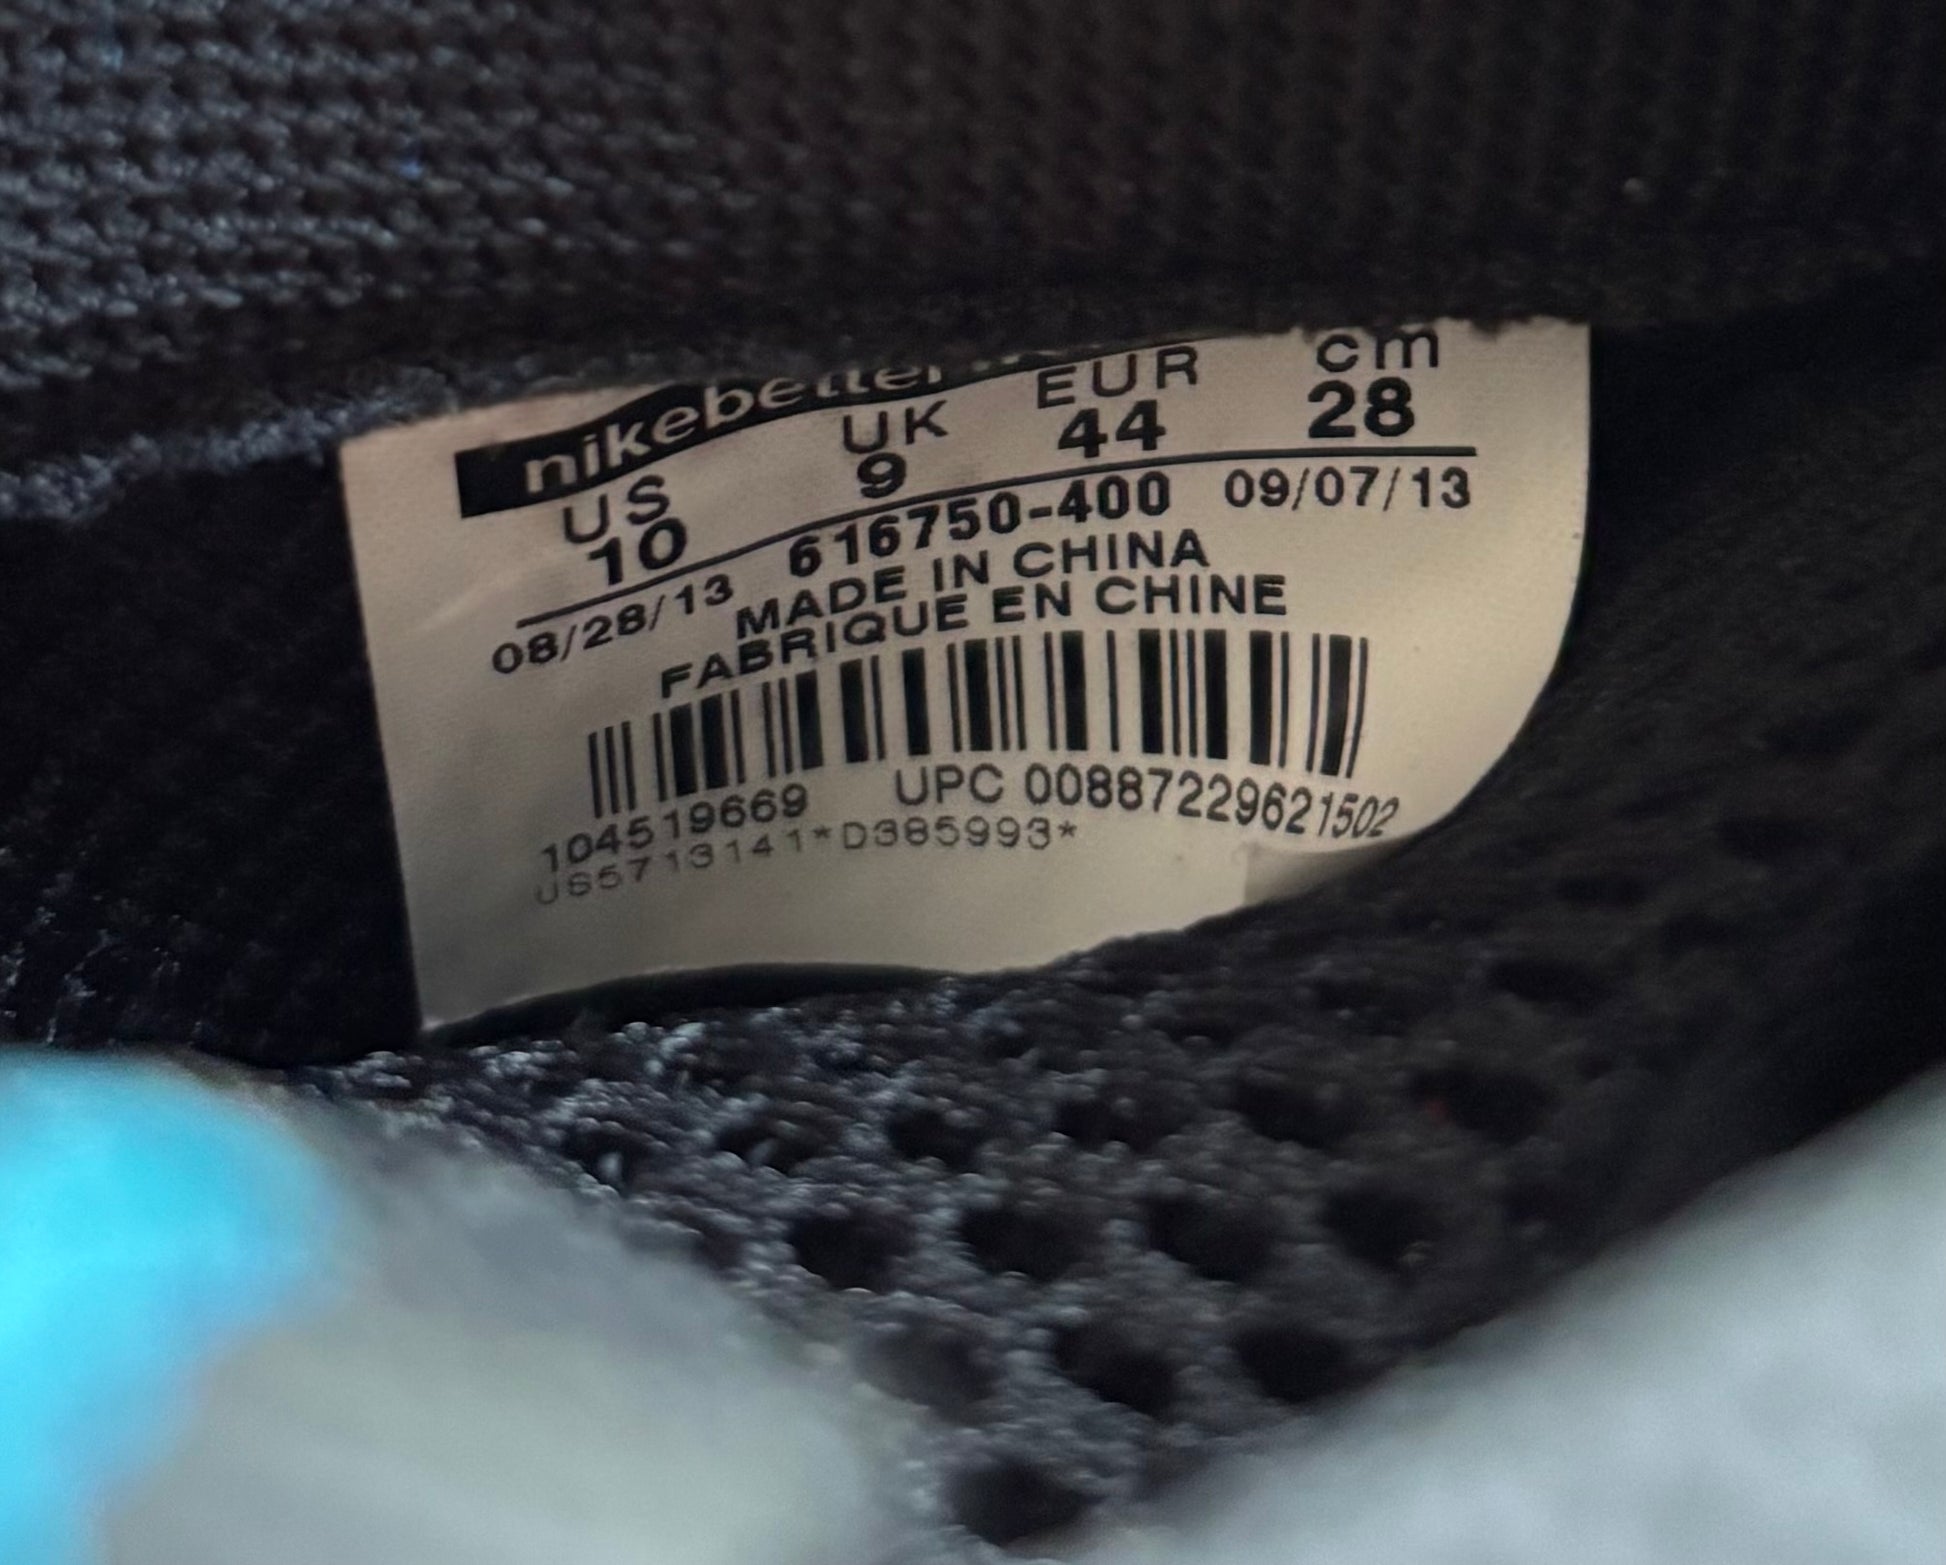 nikebetter
US UK EUR cm
10 9 44 28
08/28/13 616750-400 09/07/13
MADE IN CHINA
FABRIQUE EN CHINE
104519669 UPC 00887229621502
US5713141*D385993*